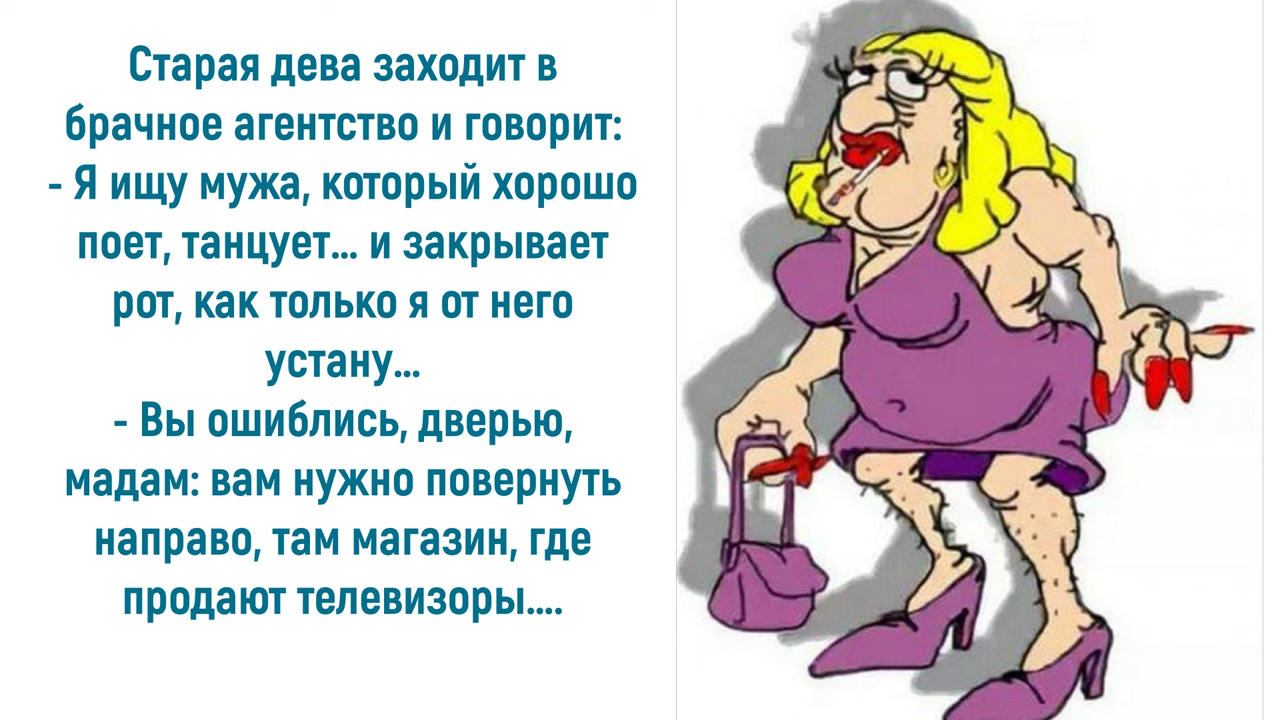 Старая дева заходит в
брачное агентство и говорит:
- Я ищу мужа, который хорошо
поет, танцует... и закрывает
рот, как только я от него
устану...
- Вы ошиблись, дверью,
мадам: вам нужно повернуть
направо, там магазин, где
продают телевизоры....